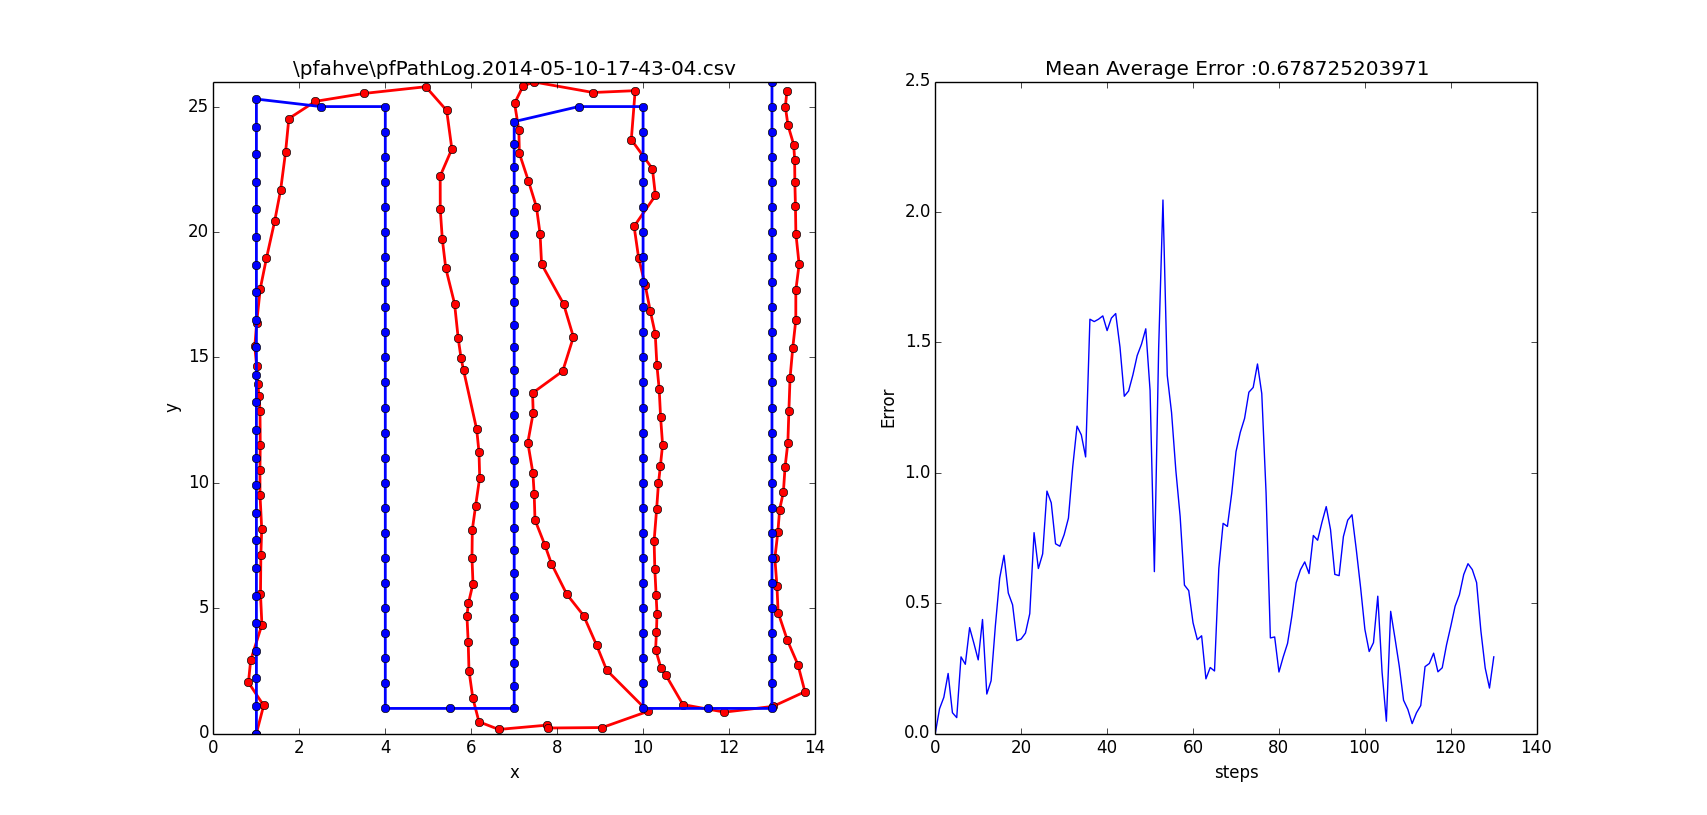 \pfahve\pfPathLog.2014-05-10-17-43-04.csv
25
20
15
10
5
0
y
0 2 4 6 8 10 12 14
x
Mean Average Error :0.678725203971
2.5
2.0
1.5
1.0
0.5
0.0
Error
0 20 40 60 80 100 120 140
steps